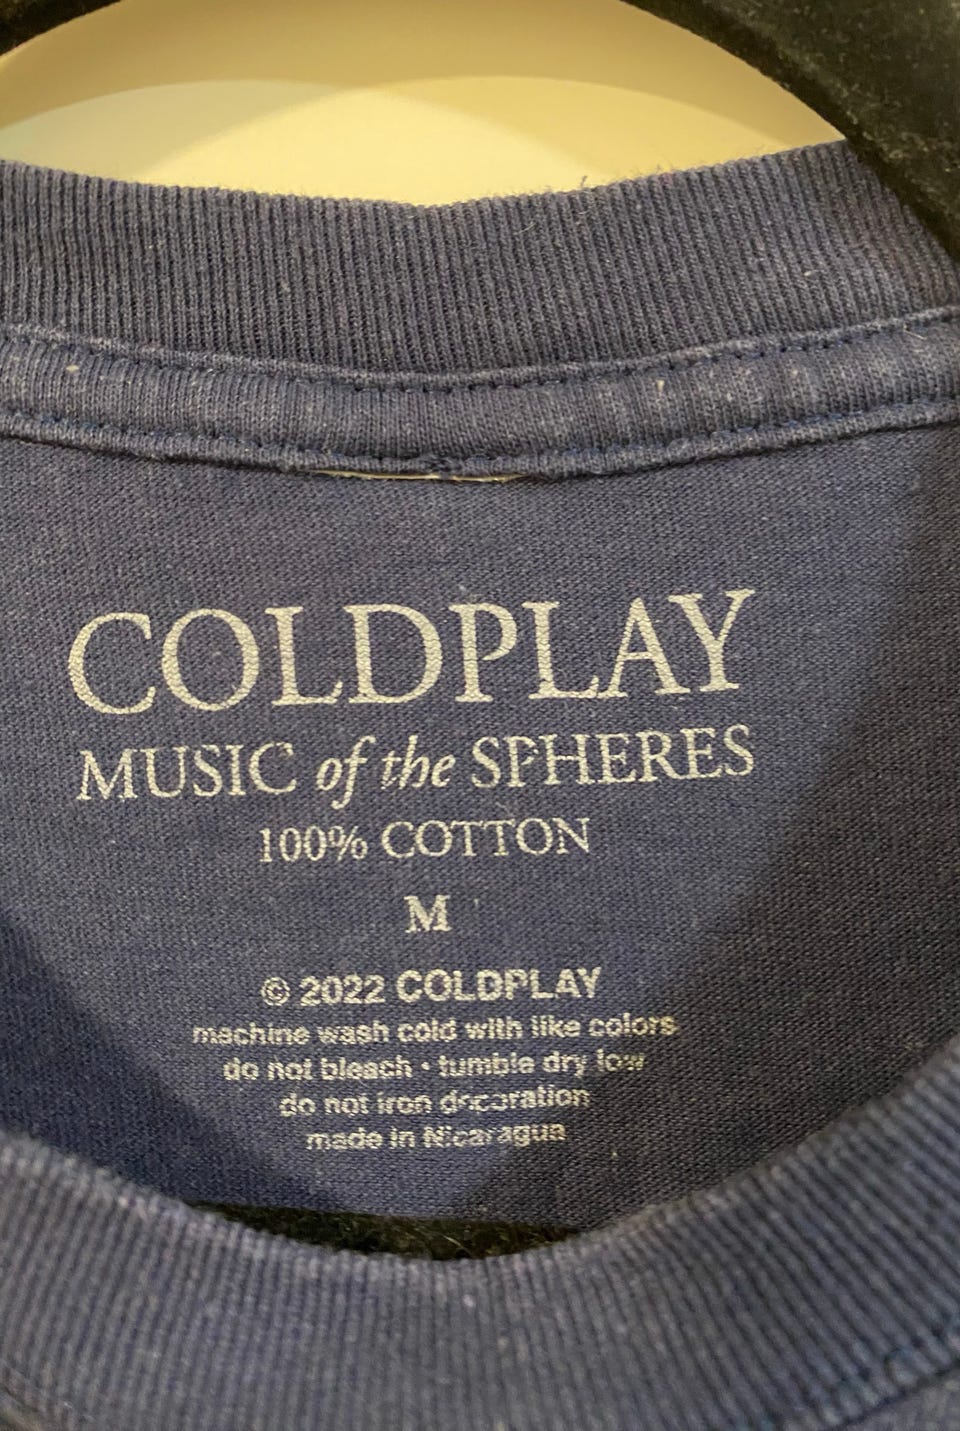 COLDPLAY
MUSIC of the SPHERES
100% COTTON
M
© 2022 COLDPLAY
machine wash cold with like colors
do not bleach • tumble dry low
do not iron decoration
made in Nicaragua